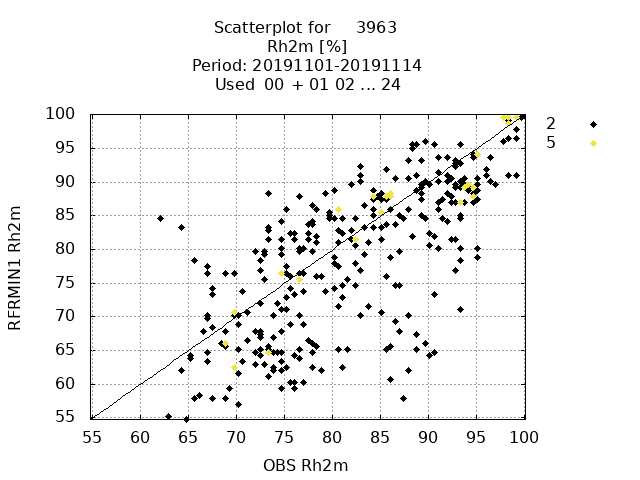 Scatterplot for 3963
Rh2m [%]
Period: 20191101-20191114
Used 00 + 01 02 ... 24
100
95
90
85
80
75
70
65
60
55
55 60 65 70 75 80 85 90 95 100
RFRMIN1 Rh2m
OBS Rh2m
2
5